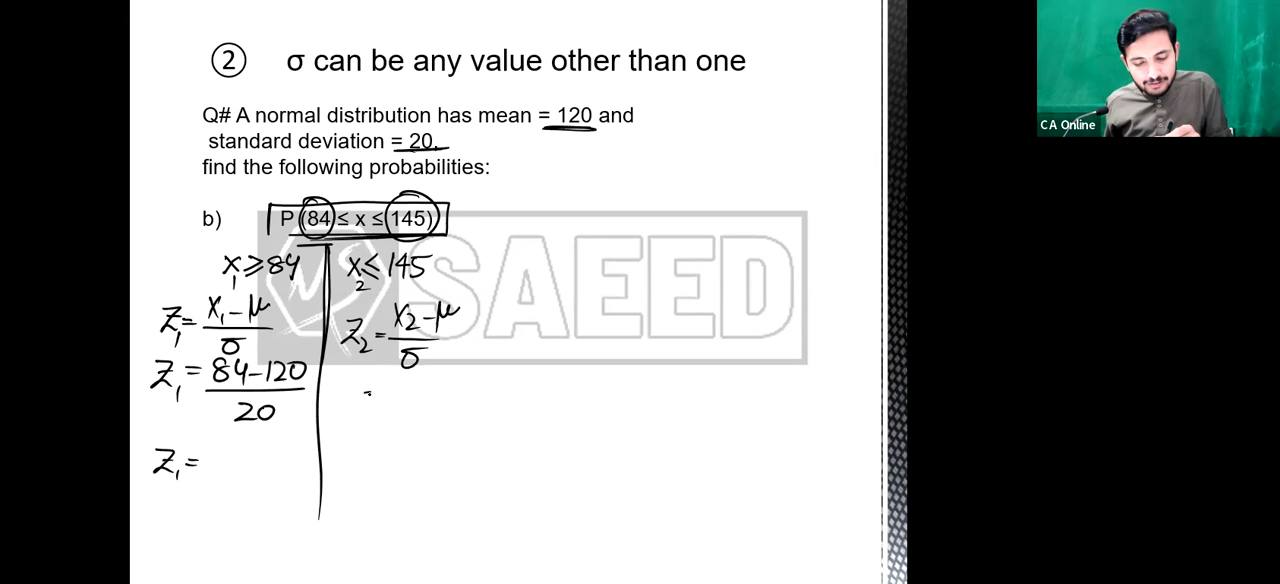 ② σ can be any value other than one
Q# A normal distribution has mean = 120 and
standard deviation = 20,
find the following probabilities:
b) P (84 ≤ x ≤ 145)
x₁ ≥ 84
x₂ ≤ 145
Z₁ = x₁ - μ / σ
Z₂ = x₂ - μ / σ
Z₁ = 84 - 120 / 20
=
Z₁ =
SAEED
C A Online